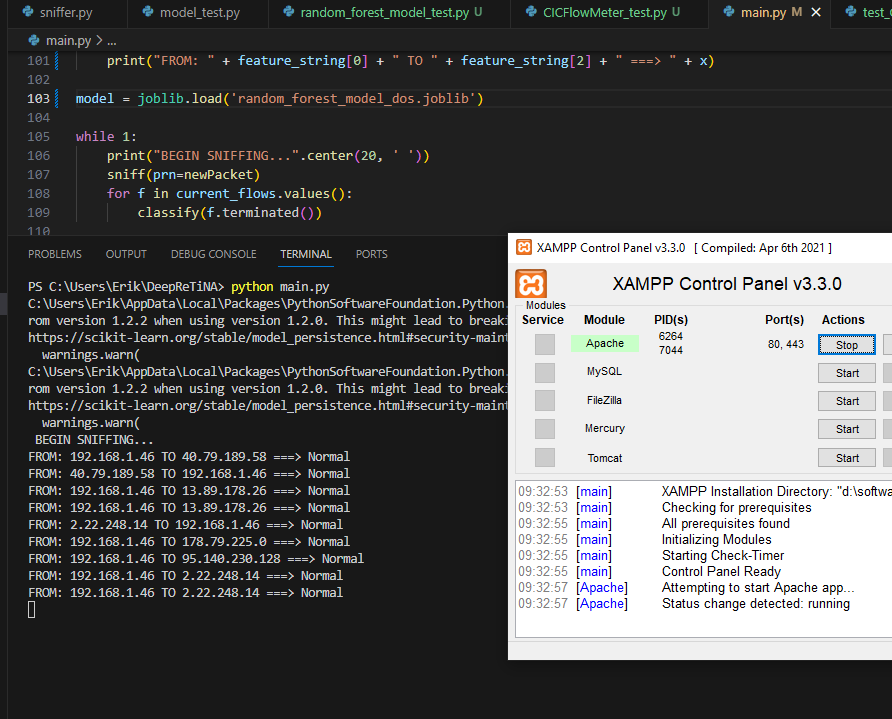 sniffer.py model_test.py random_forest_model_test.py U CICFlowMeter_test.py U main.py M
main.py > ...
101 print("FROM: " + feature_string[0] + " TO " + feature_string[2] + " ===> " + x)
102
103 model = joblib.load('random_forest_model_dos.joblib')
104
105 while 1:
106 print("BEGIN SNIFFING...".center(20, ' '))
107 sniff(prn=newPacket)
108 for f in current_flows.values():
109 classify(f.terminated())
110
PROBLEMS OUTPUT DEBUG CONSOLE TERMINAL PORTS
PS C:\Users\Erik\DeepReTiNA> python main.py
C:\Users\Erik\AppData\Local\Packages\PythonSoftwareFoundation.Python.
rom version 1.2.2 when using version 1.2.0. This might lead to breaki
https://scikit-learn.org/stable/model_persistence.html#security-maint
warnings.warn(
C:\Users\Erik\AppData\Local\Packages\PythonSoftwareFoundation.Python.
rom version 1.2.2 when using version 1.2.0. This might lead to breaki
https://scikit-learn.org/stable/model_persistence.html#security-maint
warnings.warn(
BEGIN SNIFFING...
FROM: 192.168.1.46 TO 40.79.189.58 ===> Normal
FROM: 40.79.189.58 TO 192.168.1.46 ===> Normal
FROM: 192.168.1.46 TO 13.89.178.26 ===> Normal
FROM: 192.168.1.46 TO 13.89.178.26 ===> Normal
FROM: 2.22.248.14 TO 192.168.1.46 ===> Normal
FROM: 192.168.1.46 TO 178.79.225.0 ===> Normal
FROM: 192.168.1.46 TO 95.140.230.128 ===> Normal
FROM: 192.168.1.46 TO 2.22.248.14 ===> Normal
FROM: 192.168.1.46 TO 2.22.248.14 ===> Normal
XAMPP Control Panel v3.3.0 [ Compiled: Apr 6th 2021 ]
XAMPP Control Panel v3.3.0
Modules
Service Module PID(s) Port(s) Actions
Apache 6264 80, 443 Stop
7044
MySQL Start
FileZilla Start
Mercury Start
Tomcat Start
09:32:53 [main] XAMPP Installation Directory: "d:\softwa
09:32:53 [main] Checking for prerequisites
09:32:55 [main] All prerequisites found
09:32:55 [main] Initializing Modules
09:32:55 [main] Starting Check-Timer
09:32:55 [main] Control Panel Ready
09:32:57 [Apache] Attempting to start Apache app...
09:32:57 [Apache] Status change detected: running